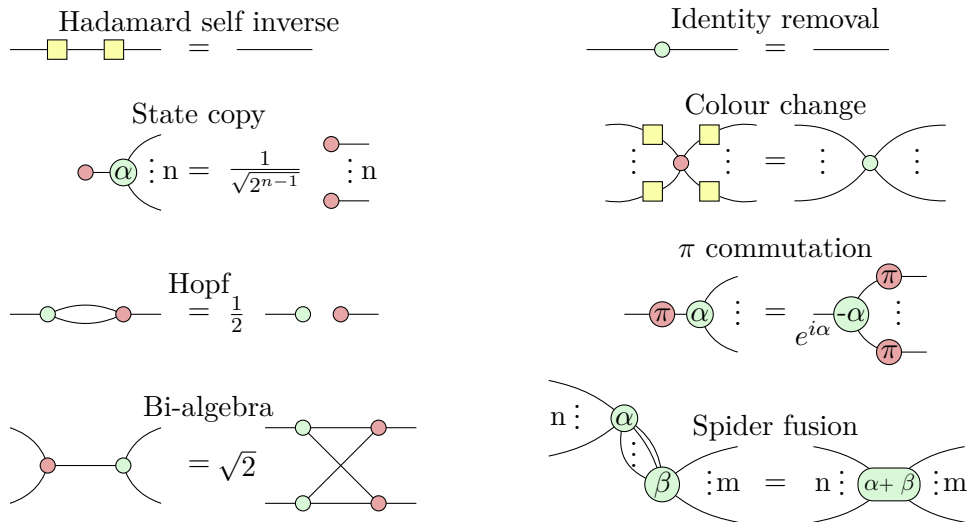 Hadamard self inverse
=
Identity removal
=
State copy
α ⋮ n = 1/√2ⁿ⁻¹ ⋮ n
Colour change
⋮ ⋮ = ⋮ ⋮
Hopf
= 1/2
π commutation
π α ⋮ = e^{iα} -α π ⋮ π
Bi-algebra
= √2
Spider fusion
n ⋮ α ⋮ β ⋮ m = n ⋮ α+ β ⋮ m